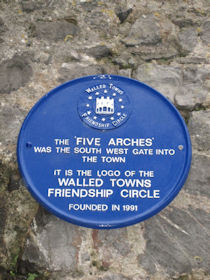 WALLED TOWNS
FRIENDSHIP CIRCLE
THE 'FIVE ARCHES'
WAS THE SOUTH WEST GATE INTO
THE TOWN
IT IS THE LOGO OF THE
WALLED TOWNS
FRIENDSHIP CIRCLE
FOUNDED IN 1991